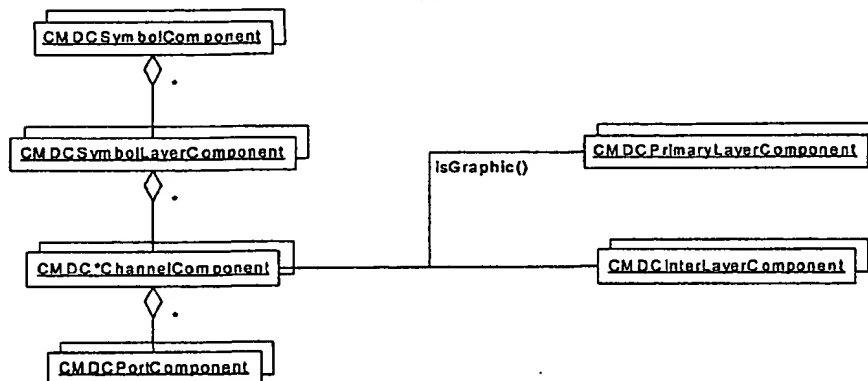 CMDCSymbolComponent
*
CMDCSymbolLayerComponent
isGraphic()
CMDCPrimaryLayerComponent
*
CMDC*ChannelComponent
CMDCInterLayerComponent
*
CMDCPortComponent